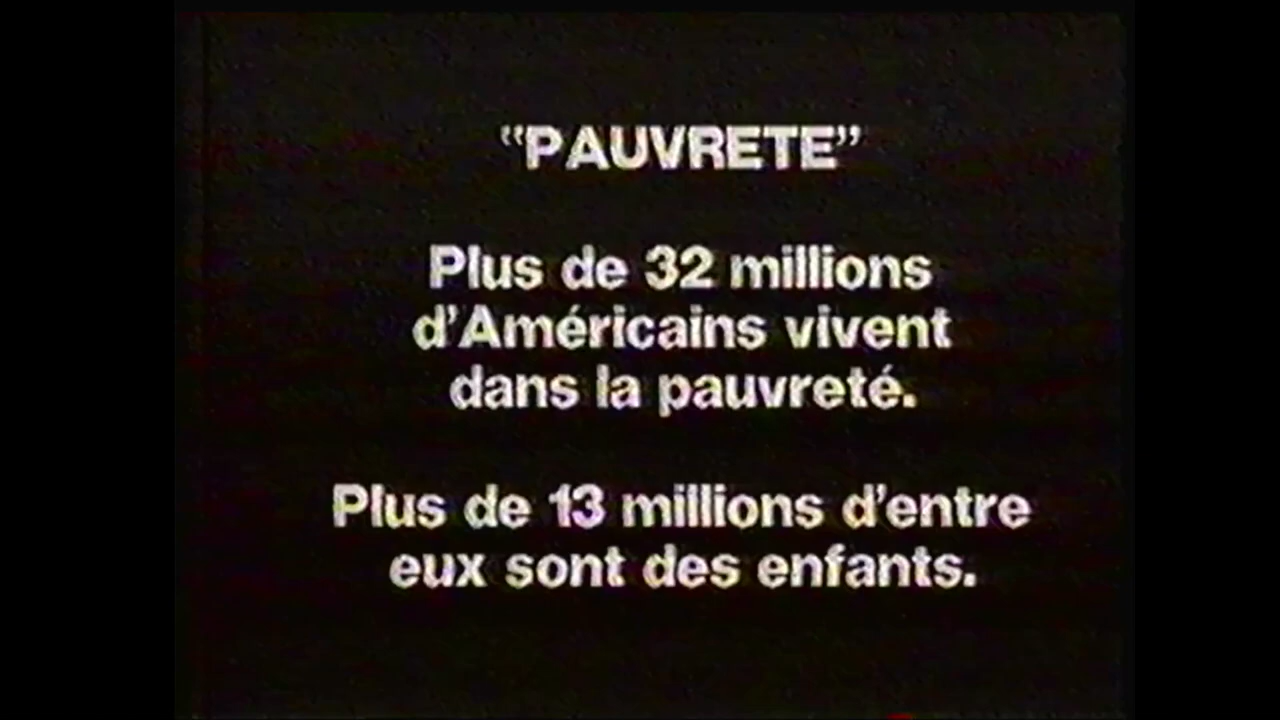 “PAUVRETE”
Plus de 32 millions
d’Américains vivent
dans la pauvreté.
Plus de 13 millions d’entre
eux sont des enfants.